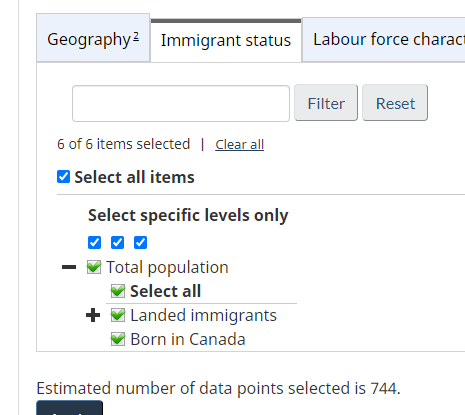 Geography 2 Immigrant status Labour force charact
Filter Reset
6 of 6 items selected | Clear all
Select all items
Select specific levels only
Total population
Select all
Landed immigrants
Born in Canada
Estimated number of data points selected is 744.